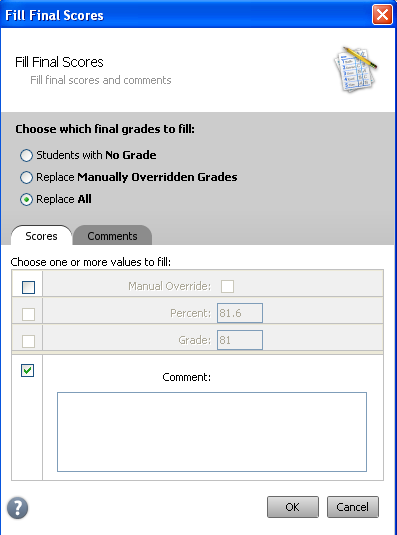 Fill Final Scores
Fill Final Scores
Fill final scores and comments
Choose which final grades to fill:
Students with No Grade
Replace Manually Overridden Grades
Replace All
Scores Comments
Choose one or more values to fill:
Manual Override:
Percent: 81.6
Grade: 81
Comment:
? OK Cancel